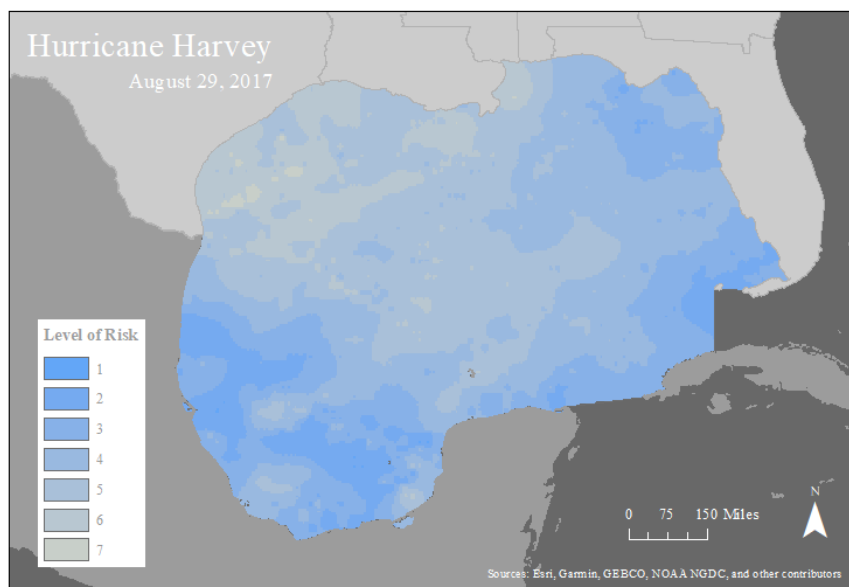 Hurricane Harvey
August 29, 2017
Level of Risk
1
2
3
4
5
6
7
0 75 150 Miles
N
Sources: Esri, Garmin, GEBCO, NOAA NGDC, and other contributors